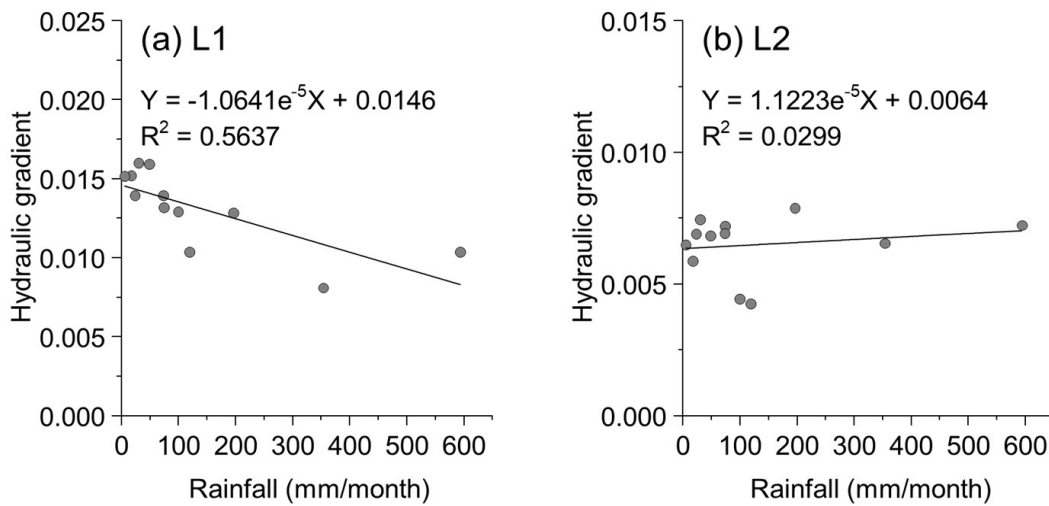 (a) L1
Y = -1.0641e⁻⁵X + 0.0146
R² = 0.5637
Hydraulic gradient
0.025
0.020
0.015
0.010
0.005
0.000
0 100 200 300 400 500 600
Rainfall (mm/month)
(b) L2
Y = 1.1223e⁻⁵X + 0.0064
R² = 0.0299
Hydraulic gradient
0.015
0.010
0.005
0.000
0 100 200 300 400 500 600
Rainfall (mm/month)